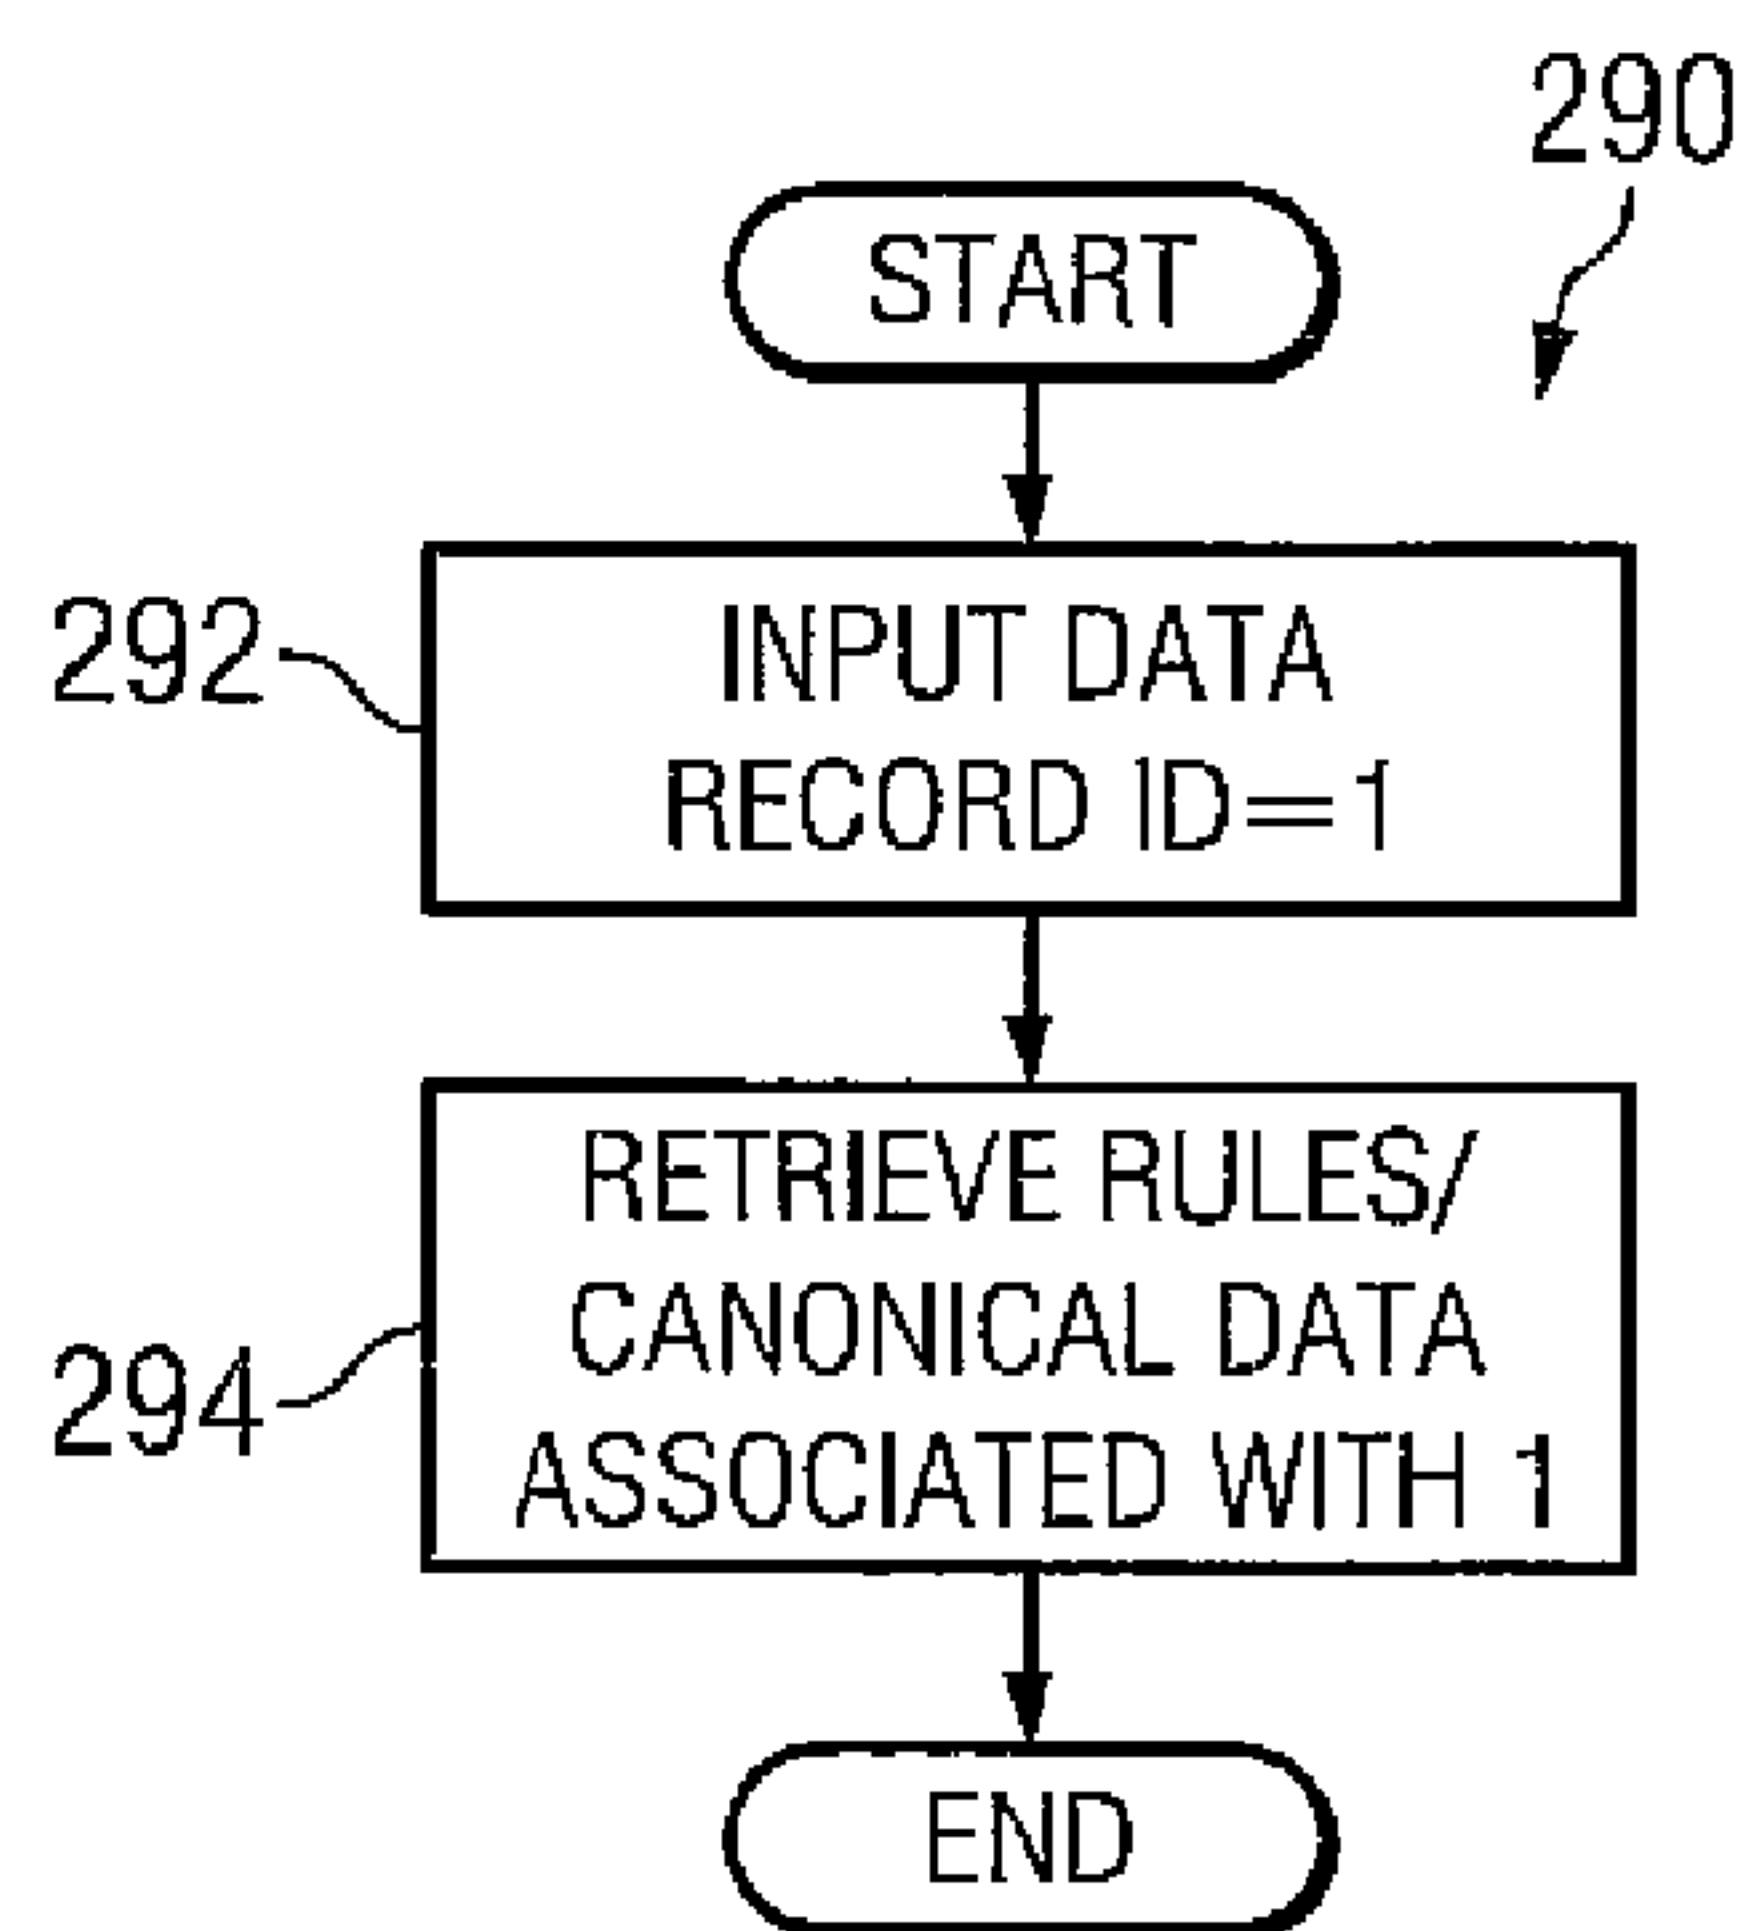 290
START
292
INPUT DATA
RECORD ID=1
RETRIEVE RULES/
CANONICAL DATA
294
ASSOCIATED WITH 1
END